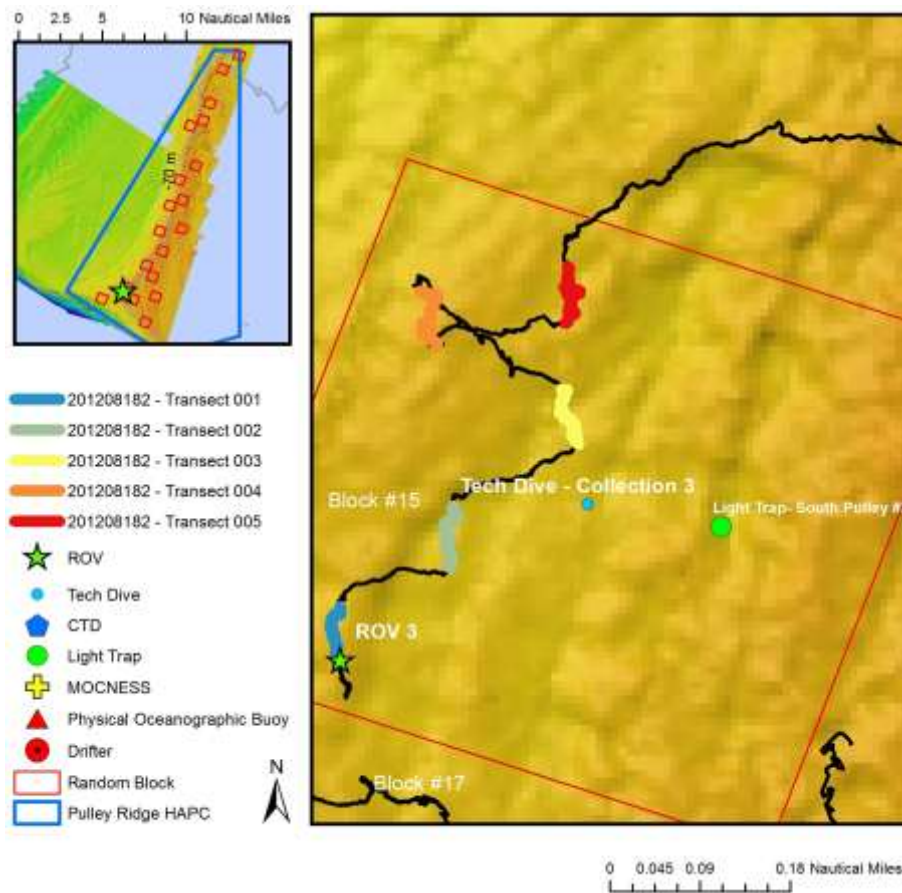 0 2.5 5 10 Nautical Miles
-70 m
201208182 - Transect 001
201208182 - Transect 002
201208182 - Transect 003
201208182 - Transect 004
201208182 - Transect 005
ROV
Tech Dive
CTD
Light Trap
MOCNESS
Physical Oceanographic Buoy
Drifter
Random Block
Pulley Ridge HAPC
N
Block #15
Tech Dive - Collection 3
Light Trap- South Pulley #
ROV 3
Block #17
0 0.045 0.09 0.18 Nautical Miles